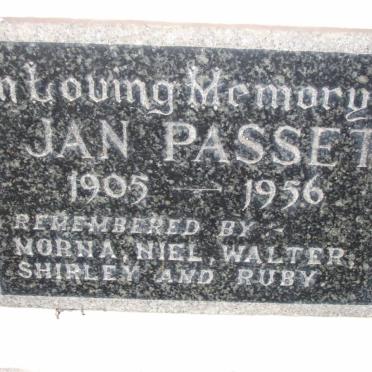 In Loving Memory
JAN PASSET
1905 — 1956
REMEMBERED BY -
MORNA, NIEL, WALTER,
SHIRLEY AND RUBY